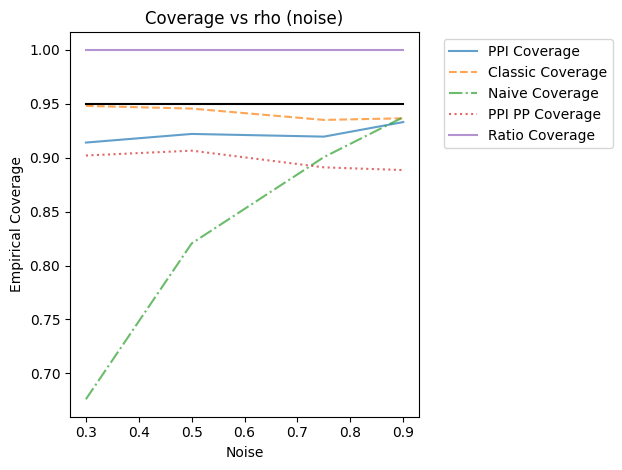 Coverage vs rho (noise)
1.00
0.95
0.90
0.85
0.80
0.75
0.70
Empirical Coverage
0.3 0.4 0.5 0.6 0.7 0.8 0.9
Noise
PPI Coverage
Classic Coverage
Naive Coverage
PPI PP Coverage
Ratio Coverage